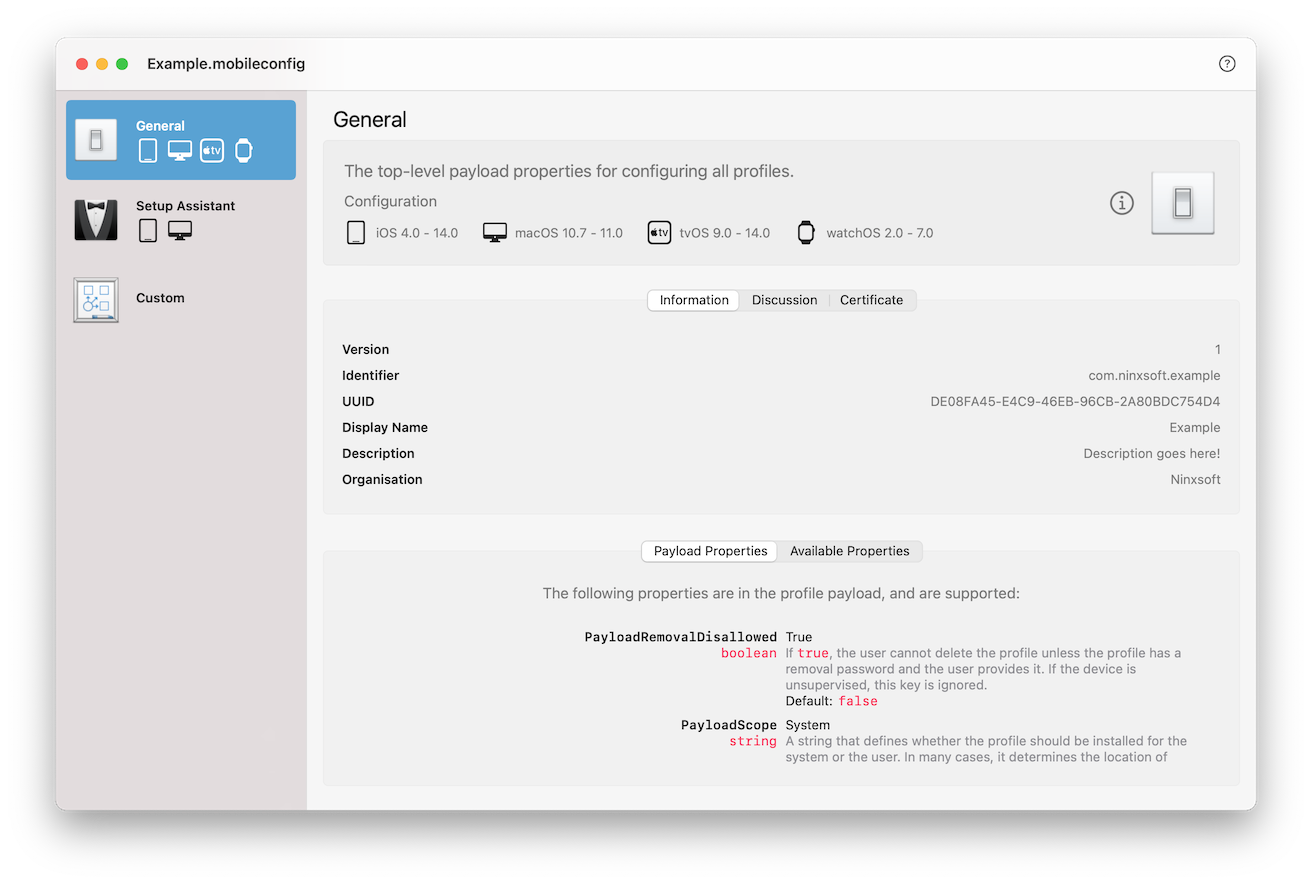 Example.mobileconfig
?
General
tv
Setup Assistant
Custom
General
The top-level payload properties for configuring all profiles.
Configuration
iOS 4.0 - 14.0 macOS 10.7 - 11.0 tv tvOS 9.0 - 14.0 watchOS 2.0 - 7.0
Information Discussion Certificate
Version 1
Identifier com.ninxsoft.example
UUID DE08FA45-E4C9-46EB-96CB-2A80BDC754D4
Display Name Example
Description Description goes here!
Organisation Ninxsoft
Payload Properties Available Properties
The following properties are in the profile payload, and are supported:
PayloadRemovalDisallowed True
boolean If true, the user cannot delete the profile unless the profile has a
removal password and the user provides it. If the device is
unsupervised, this key is ignored.
Default: false
PayloadScope System
string A string that defines whether the profile should be installed for the
system or the user. In many cases, it determines the location of